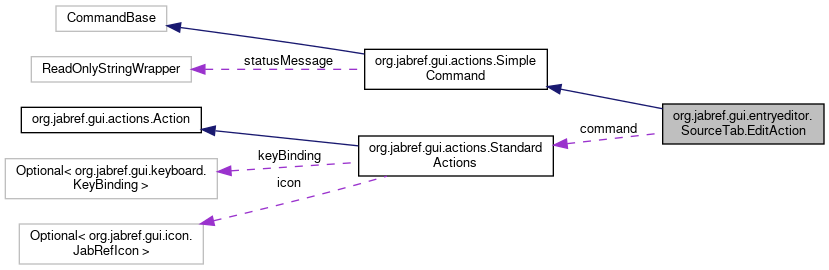 CommandBase
ReadOnlyStringWrapper
statusMessage
org.jabref.gui.actions.Simple
Command
org.jabref.gui.actions.Action
org.jabref.gui.entryeditor.
SourceTab.EditAction
command
org.jabref.gui.actions.Standard
Actions
keyBinding
Optional< org.jabref.gui.keyboard.
KeyBinding >
icon
Optional< org.jabref.gui.icon.
JabRefIcon >